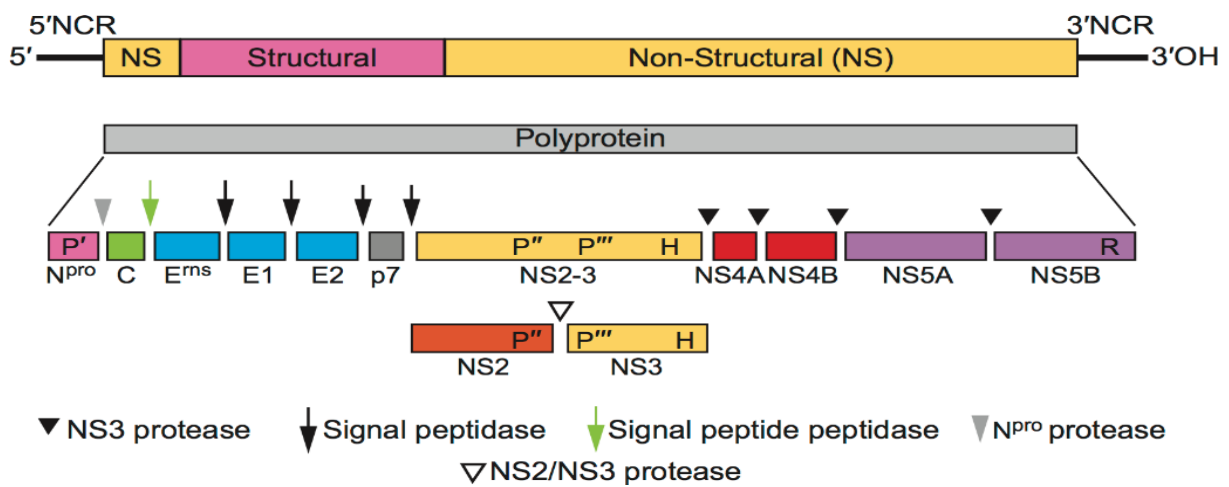 5′NCR 3′NCR
5′ NS Structural Non-Structural (NS) 3′OH
Polyprotein
P′ P″ P‴ H R
Nᵖʳᵒ C Eʳⁿˢ E1 E2 p7 NS2-3 NS4A NS4B NS5A NS5B
P″ P‴ H
NS2 NS3
NS3 protease Signal peptidase Signal peptide peptidase Nᵖʳᵒ protease
NS2/NS3 protease